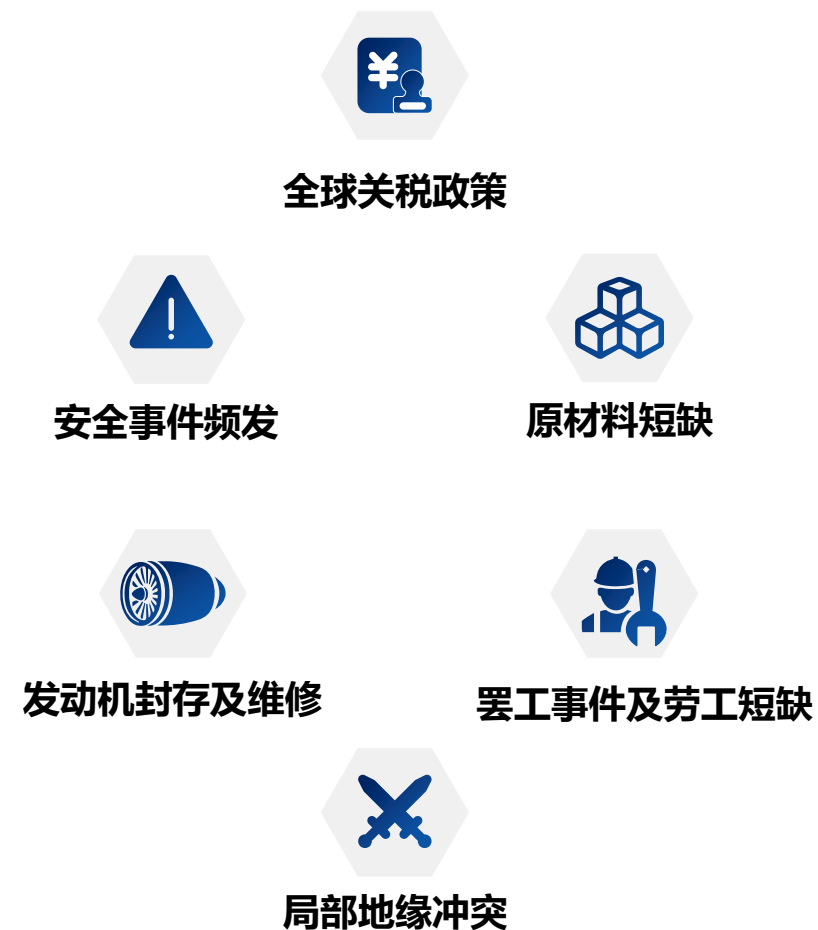 全球关税政策
安全事件频发
原材料短缺
发动机封存及维修
罢工事件及劳工短缺
局部地缘冲突